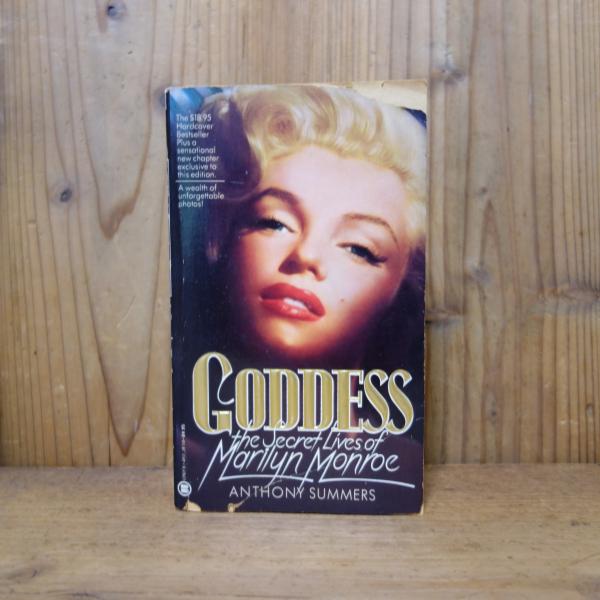 The $18.95
Hardcover
Bestseller
Plus a
sensational
new chapter
exclusive to
this edition.
A wealth of
unforgettable
photos!
GODDESS
the Secret Lives of
Marilyn Monroe
ANTHONY SUMMERS